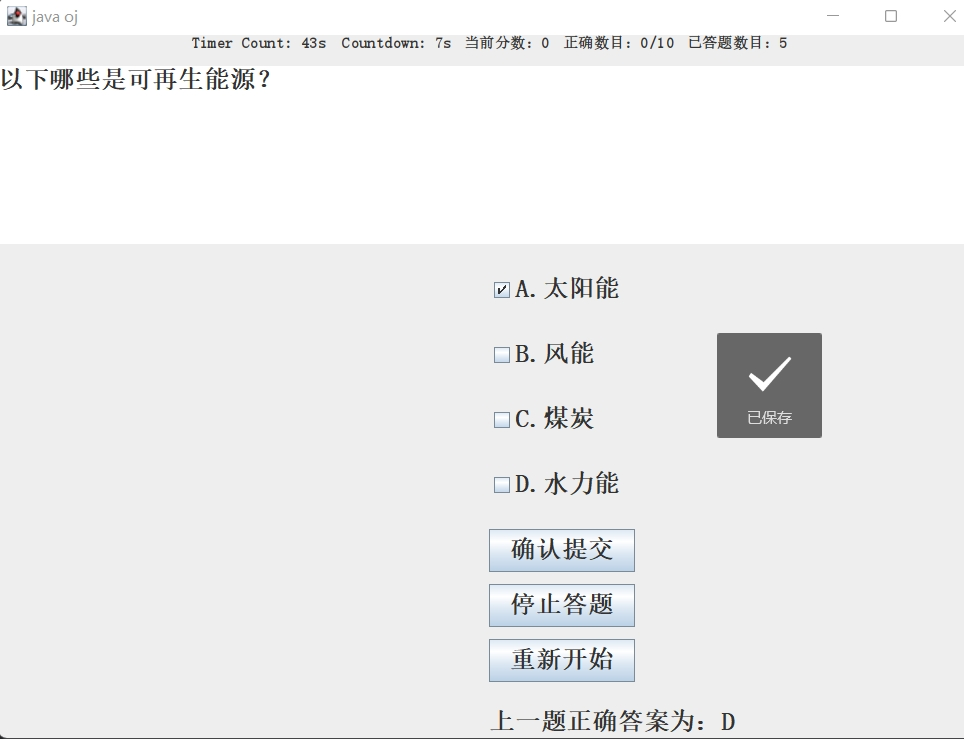 java oj
Timer Count: 43s Countdown: 7s 当前分数: 0 正确数目: 0/10 已答题数目: 5
以下哪些是可再生能源?
A. 太阳能
B. 风能
C. 煤炭
D. 水力能
已保存
确认提交
停止答题
重新开始
上一题正确答案为: D